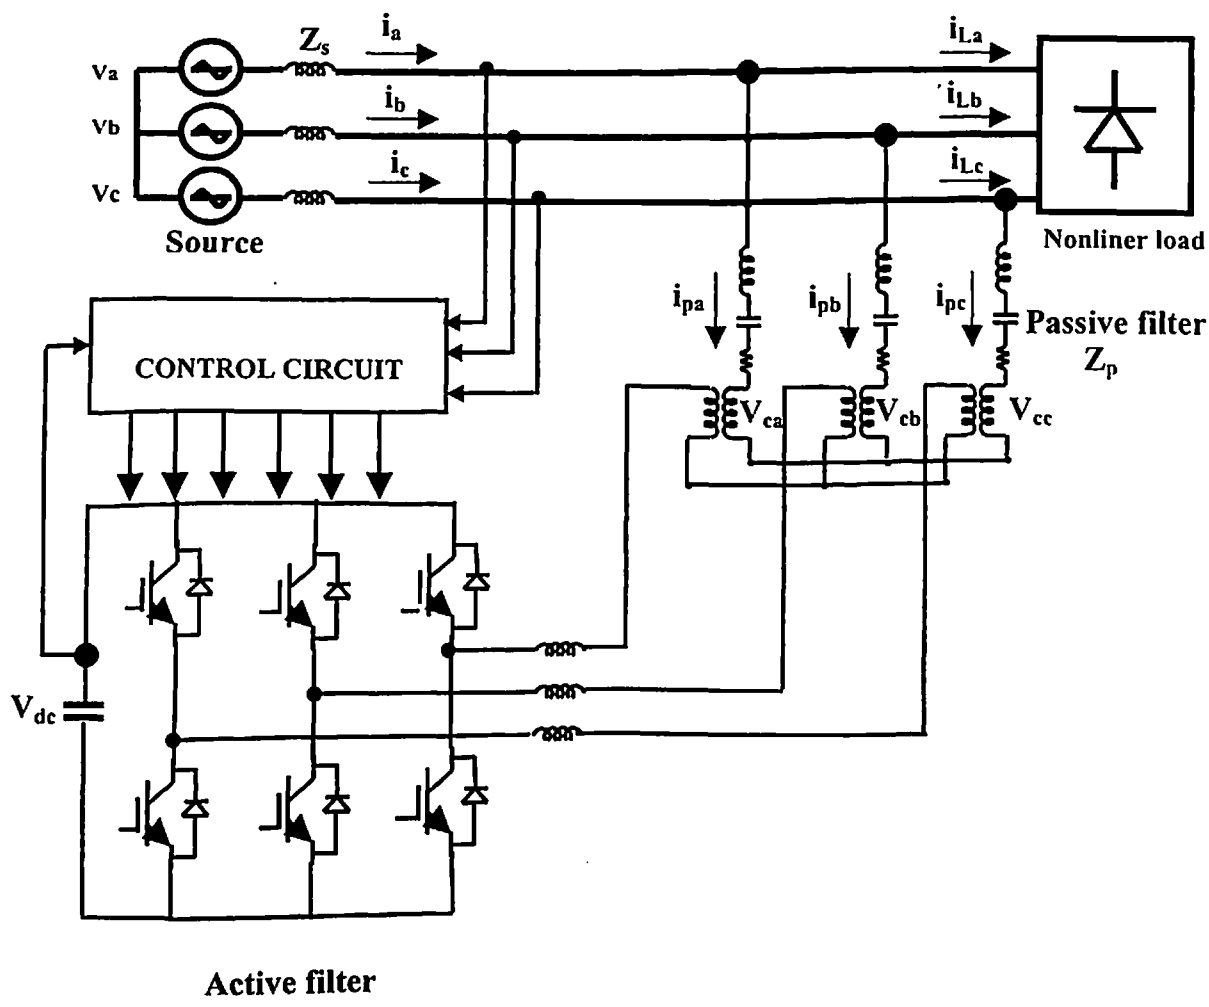 Zs
ia
iLa
va
ib
iLb
vb
ic
iLc
vc
Source
Nonliner load
ipa
ipb
ipc
Passive filter
Zp
CONTROL CIRCUIT
Vca
Vcb
Vcc
Vdc
Active filter